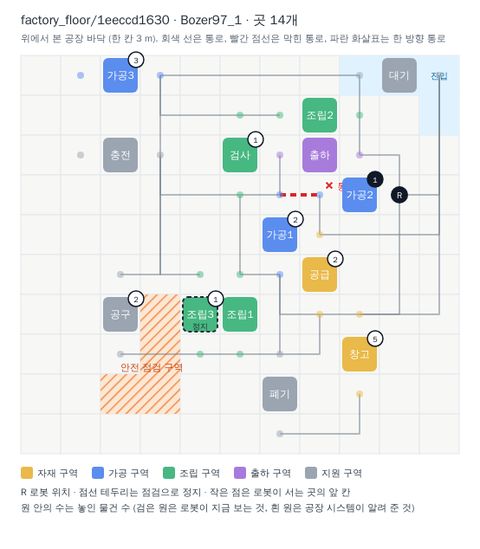 factory_floor/1eeccd1630 · Bozer97_1 · 곳 14개
위에서 본 공장 바닥 (한 칸 3 m). 회색 선은 통로, 빨간 점선은 막힌 통로, 파란 화살표는 한 방향 통로
가공3 3
대기
진입
조립2
충전
검사 1
출하
가공2 1
R
가공1 2
공급 2
공구 2
조립3 1
정지
조립1
창고 5
안전 점검 구역
폐기
자재 구역 가공 구역 조립 구역 출하 구역 지원 구역
R 로봇 위치 · 점선 테두리는 점검으로 정지 · 작은 점은 로봇이 서는 곳의 앞 칸
원 안의 수는 놓인 물건 수 (검은 원은 로봇이 지금 보는 것, 흰 원은 공장 시스템이 알려 준 것)